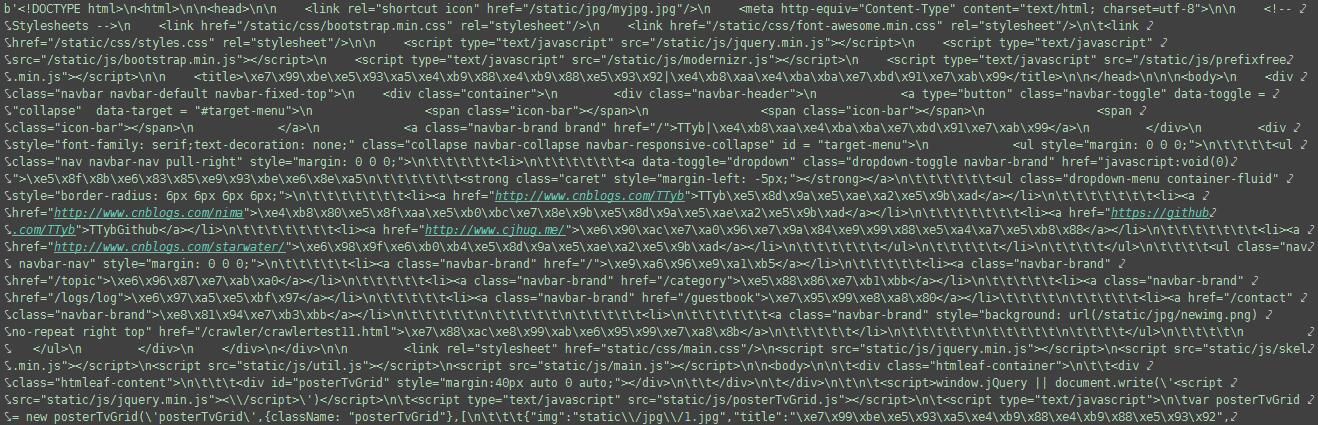 b'<!DOCTYPE html>\n<html>\n\n<head>\n\n    <link rel="shortcut icon" href="/static/jpg/myjpg.jpg"/>\n    <meta http-equiv="Content-Type" content="text/html; charset=utf-8">\n\n    <!--
Stylesheets -->\n    <link href="/static/css/bootstrap.min.css" rel="stylesheet"/>\n    <link href="/static/css/font-awesome.min.css" rel="stylesheet"/>\n\t<link
href="/static/css/styles.css" rel="stylesheet"/>\n\n    <script type="text/javascript" src="/static/js/jquery.min.js"></script>\n    <script type="text/javascript"
src="/static/js/bootstrap.min.js"></script>\n    <script type="text/javascript" src="/static/js/modernizr.js"></script>\n    <script type="text/javascript" src="/static/js/prefixfree
.min.js"></script>\n\n    <title>\xe7\x99\xbe\xe5\x93\xa5\xe4\xb9\x88\xe4\xb9\x88\xe5\x93\x92|\xe4\xb8\xaa\xe4\xba\xba\xe7\xbd\x91\xe7\xab\x99</title>\n\n</head>\n\n\n\n<body>\n    <div
class="navbar navbar-default navbar-fixed-top">\n    <div class="container">\n        <div class="navbar-header">\n            <a type="button" class="navbar-toggle" data-toggle =
"collapse"  data-target = "#target-menu">\n                <span class="icon-bar"></span>\n                <span class="icon-bar"></span>\n                <span
class="icon-bar"></span>\n            </a>\n            <a class="navbar-brand brand" href="/">TTyb|\xe4\xb8\xaa\xe4\xba\xba\xe7\xbd\x91\xe7\xab\x99</a>\n        </div>\n        <div
style="font-family: serif;text-decoration: none;" class="collapse navbar-collapse navbar-responsive-collapse" id = "target-menu">\n            <ul style="margin: 0 0 0;">\n\t\t\t\t\t<ul
class="nav navbar-nav pull-right" style="margin: 0 0 0;">\n\t\t\t\t\t\t<li>\n\t\t\t\t\t\t\t<a data-toggle="dropdown" class="dropdown-toggle navbar-brand" href="javascript:void(0)
">\xe5\x8f\x8b\xe6\x83\x85\xe9\x93\xbe\xe6\x8e\xa5\n\t\t\t\t\t\t\t<strong class="caret" style="margin-left: -5px;"></strong></a>\n\t\t\t\t\t\t\t<ul class="dropdown-menu container-fluid"
style="border-radius: 6px 6px 6px 6px;">\n\t\t\t\t\t\t\t\t<li><a href="http://www.cnblogs.com/TTyb">TTyb\xe5\x8d\x9a\xe5\xae\xa2\xe5\x9b\xad</a></li>\n\t\t\t\t\t\t\t\t<li><a
href="http://www.cnblogs.com/nima">\xe4\xb8\x80\xe5\x8f\xaa\xe5\xb0\xbc\xe7\x8e\x9b\xe5\x8d\x9a\xe5\xae\xa2\xe5\x9b\xad</a></li>\n\t\t\t\t\t\t\t\t<li><a href="https://github
.com/TTyb">TTybGithub</a></li>\n\t\t\t\t\t\t\t\t<li><a href="http://www.cjhug.me/">\xe6\x90\xac\xe7\xa0\x96\xe7\x9a\x84\xe9\x99\x88\xe5\xa4\xa7\xe5\xb8\x88</a></li>\n\t\t\t\t\t\t\t\t<li><a
href="http://www.cnblogs.com/starwater/">\xe6\x98\x9f\xe6\xb0\xb4\xe5\x8d\x9a\xe5\xae\xa2\xe5\x9b\xad</a></li>\n\t\t\t\t\t\t\t</ul>\n\t\t\t\t\t\t</li>\n\t\t\t\t\t</ul>\n\t\t\t\t\t<ul class="nav
navbar-nav" style="margin: 0 0 0;">\n\t\t\t\t\t\t<li><a class="navbar-brand" href="/">\xe9\xa6\x96\xe9\xa1\xb5</a></li>\n\t\t\t\t\t\t<li><a class="navbar-brand"
href="/topic">\xe6\x96\x87\xe7\xab\xa0</a></li>\n\t\t\t\t\t\t<li><a class="navbar-brand" href="/category">\xe5\x88\x86\xe7\xb1\xbb</a></li>\n\t\t\t\t\t\t<li><a class="navbar-brand"
href="/logs/log">\xe6\x97\xa5\xe5\xbf\x97</a></li>\n\t\t\t\t\t\t<li><a class="navbar-brand" href="/guestbook">\xe7\x95\x99\xe8\xa8\x80</a></li>\n\t\t\t\t\t\t<li><a href="/contact"
class="navbar-brand">\xe8\x81\x94\xe7\xb3\xbb</a></li>\n\t\t\t\t\t\t\n\t\t\t\t\t\t<li>\n\t\t\t\t\t\t\t<a class="navbar-brand" style="background: url(/static/jpg/newimg.png)
no-repeat right top" href="/crawler/crawlertest11.html">\xe7\x88\xac\xe8\x99\xab\xe6\x95\x99\xe7\xa8\x8b</a>\n\t\t\t\t\t\t</li>\n\t\t\t\t\t\t\n\t\t\t\t\t\t\n\t\t\t\t\t</ul>\n\t\t\t\t\t\n
</ul>\n        </div>\n    </div>\n</div>\n\n        <link rel="stylesheet" href="static/css/main.css"/>\n<script src="static/js/jquery.min.js"></script>\n<script src="static/js/skel
.min.js"></script>\n<script src="static/js/util.js"></script>\n<script src="static/js/main.js"></script>\n\n<body>\n\n\t<div class="htmleaf-container">\n\t\t<div
class="htmleaf-content">\n\t\t\t<div id="posterTvGrid" style="margin:40px auto 0 auto;"></div>\n\t\t</div>\n\t</div>\n\t\n\t\t\t<script>window.jQuery || document.write(\'<script
src="static/js/jquery.min.js"><\\/script>\')</script>\n\t<script type="text/javascript" src="static/js/posterTvGrid.js"></script>\n\t<script type="text/javascript">\n\tvar posterTvGrid
= new posterTvGrid(\'posterTvGrid\',{className: "posterTvGrid"},[\n\t\t\t\t{"img":"static\\/jpg\\/1.jpg","title":"\xe7\x99\xbe\xe5\x93\xa5\xe4\xb9\x88\xe4\xb9\x88\xe5\x93\x92",